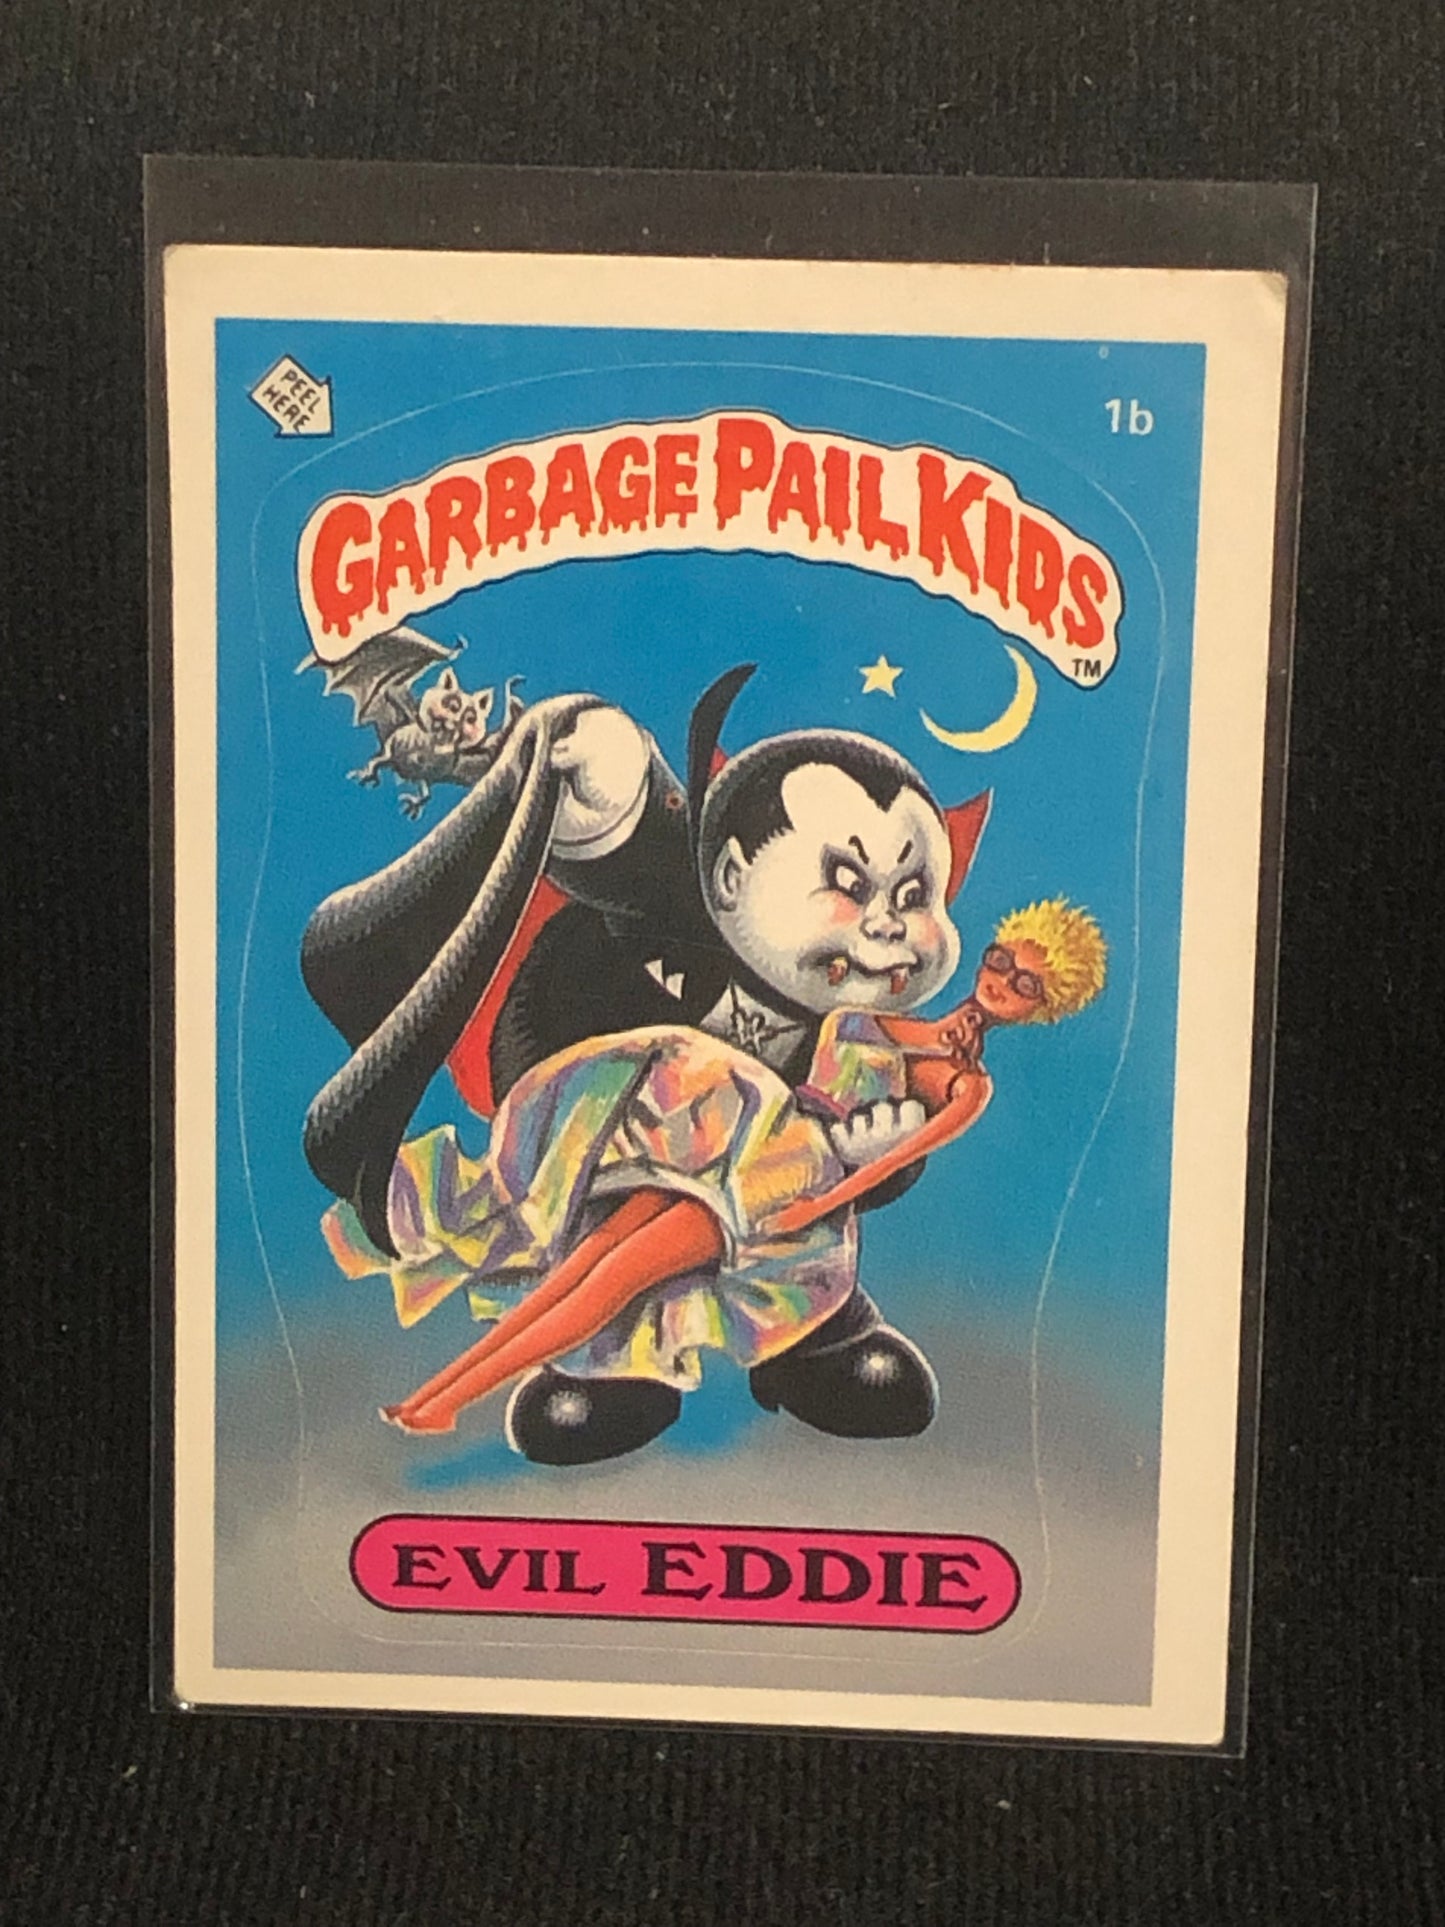 PEEL
HERE
1b
GARBAGE PAIL KIDS
TM
EVIL EDDIE